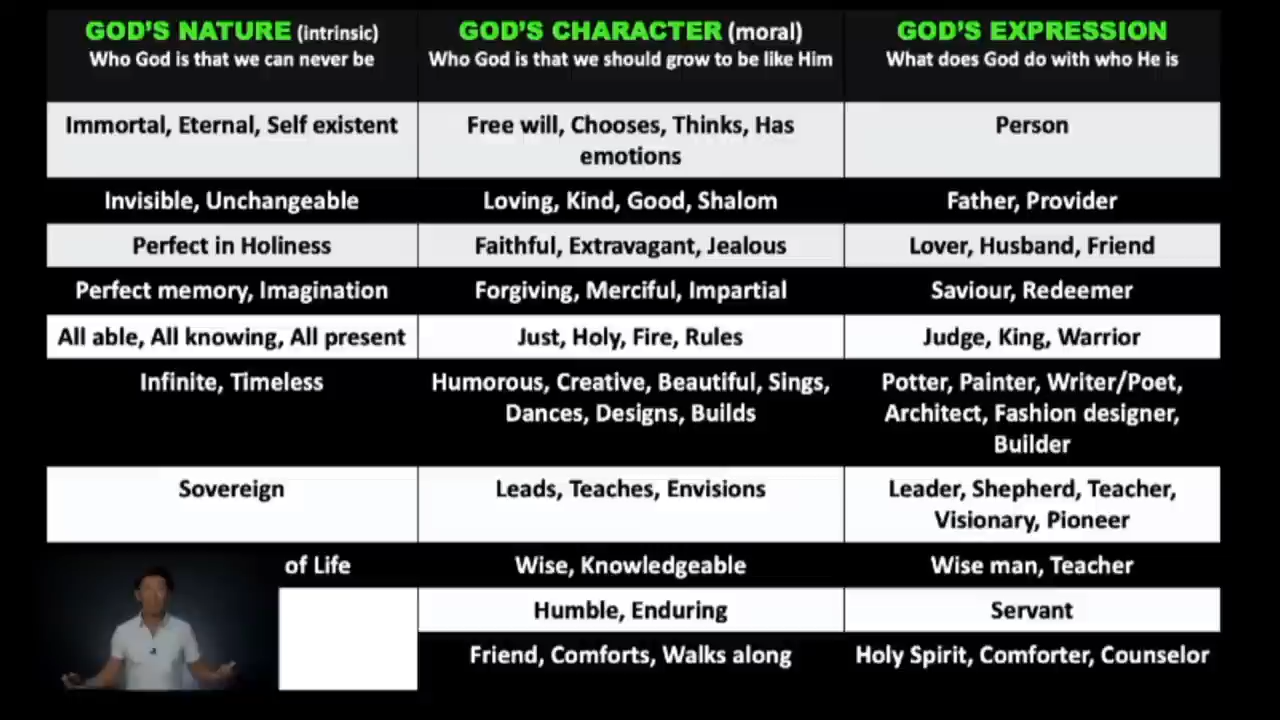 GOD'S NATURE (intrinsic)
Who God is that we can never be
GOD'S CHARACTER (moral)
Who God is that we should grow to be like Him
GOD'S EXPRESSION
What does God do with who He is
Immortal, Eternal, Self existent
Free will, Chooses, Thinks, Has
emotions
Person
Invisible, Unchangeable
Loving, Kind, Good, Shalom
Father, Provider
Perfect in Holiness
Faithful, Extravagant, Jealous
Lover, Husband, Friend
Perfect memory, Imagination
Forgiving, Merciful, Impartial
Saviour, Redeemer
All able, All knowing, All present
Just, Holy, Fire, Rules
Judge, King, Warrior
Infinite, Timeless
Humorous, Creative, Beautiful, Sings,
Dances, Designs, Builds
Potter, Painter, Writer/Poet,
Architect, Fashion designer,
Builder
Sovereign
Leads, Teaches, Envisions
Leader, Shepherd, Teacher,
Visionary, Pioneer
of Life
Wise, Knowledgeable
Wise man, Teacher
Humble, Enduring
Servant
Friend, Comforts, Walks along
Holy Spirit, Comforter, Counselor